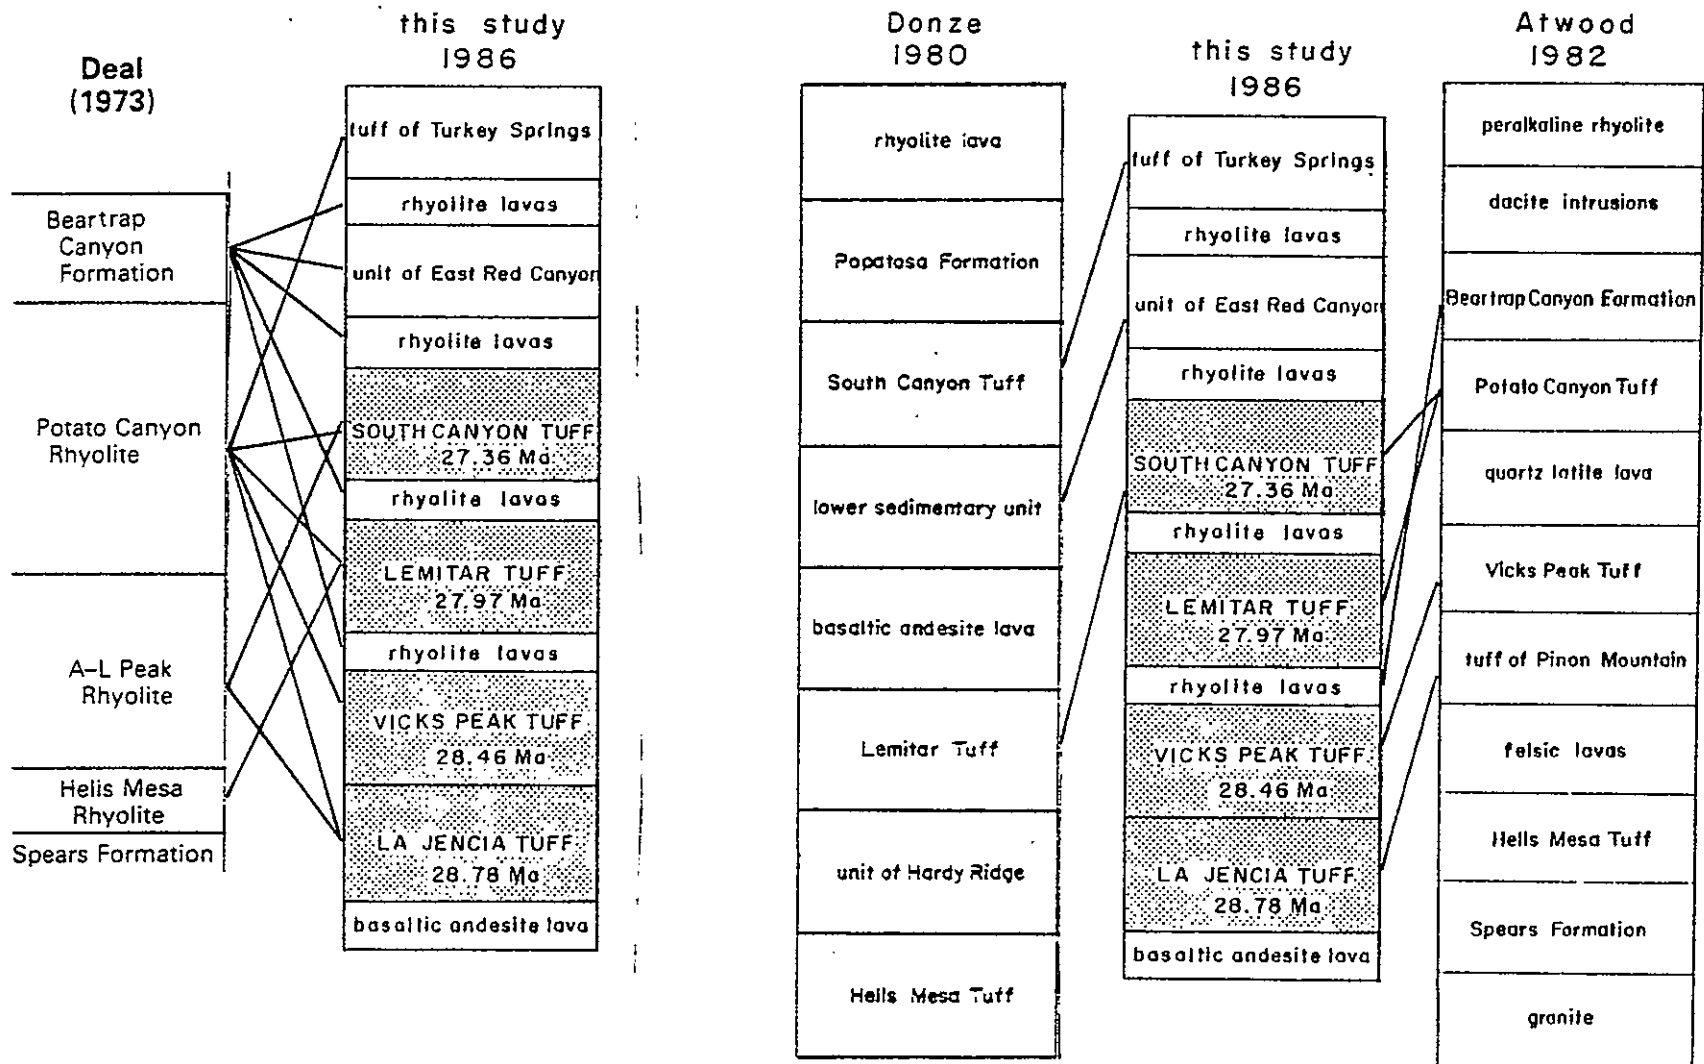 Deal
(1973)
Beartrap
Canyon
Formation
Potato Canyon
Rhyolite
A-L Peak
Rhyolite
Hells Mesa
Rhyolite
Spears Formation
this study
1986
tuff of Turkey Springs
rhyolite lavas
unit of East Red Canyon
rhyolite lavas
SOUTH CANYON TUFF
27.36 Ma
rhyolite lavas
LEMITAR TUFF
27.97 Ma
rhyolite lavas
VICKS PEAK TUFF
28.46 Ma
LA JENCIA TUFF
28.78 Ma
basaltic andesite lava
Donze
1980
rhyolite lava
Popatosa Formation
South Canyon Tuff
lower sedimentary unit
basaltic andesite lava
Lemitar Tuff
unit of Hardy Ridge
Hells Mesa Tuff
this study
1986
tuff of Turkey Springs
rhyolite lavas
unit of East Red Canyon
rhyolite lavas
SOUTH CANYON TUFF
27.36 Ma
rhyolite lavas
LEMITAR TUFF
27.97 Ma
rhyolite lavas
VICKS PEAK TUFF
28.46 Ma
LA JENCIA TUFF
28.78 Ma
basaltic andesite lava
Atwood
1982
peralkaline rhyolite
dacite intrusions
Beartrap Canyon Formation
Potato Canyon Tuff
quartz latite lava
Vicks Peak Tuff
tuff of Pinon Mountain
felsic lavas
Hells Mesa Tuff
Spears Formation
granite